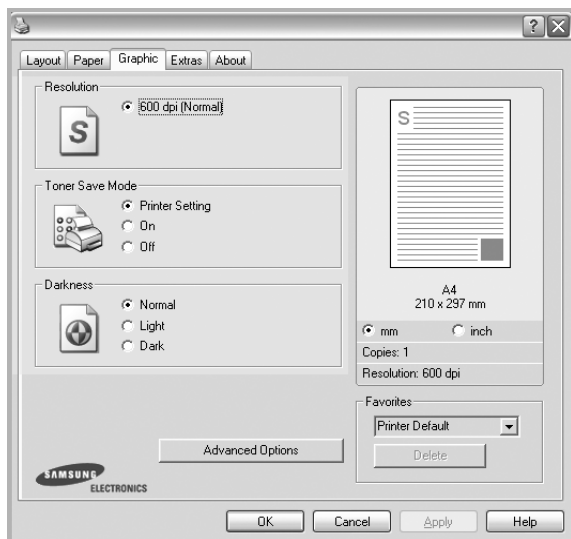 Layout Paper Graphic Extras About
Resolution
600 dpi (Normal)
S
Toner Save Mode
Printer Setting
On
Off
Darkness
Normal
Light
Dark
Advanced Options
SAMSUNG
ELECTRONICS
S
A4
210 x 297 mm
mm inch
Copies: 1
Resolution: 600 dpi
Favorites
Printer Default
Delete
OK Cancel Apply Help